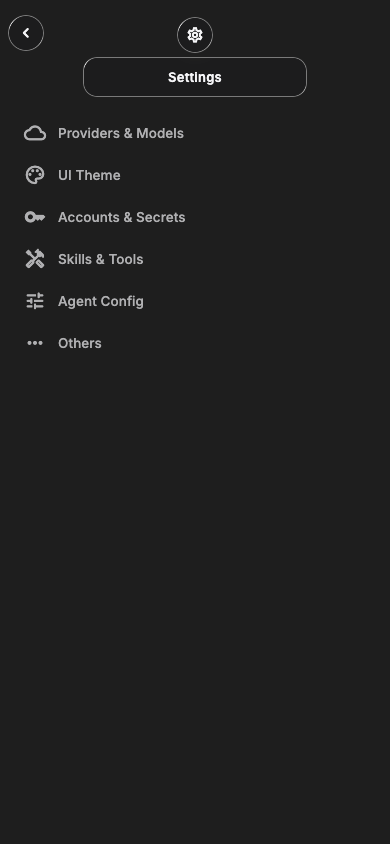 Settings
Providers & Models
UI Theme
Accounts & Secrets
Skills & Tools
Agent Config
Others